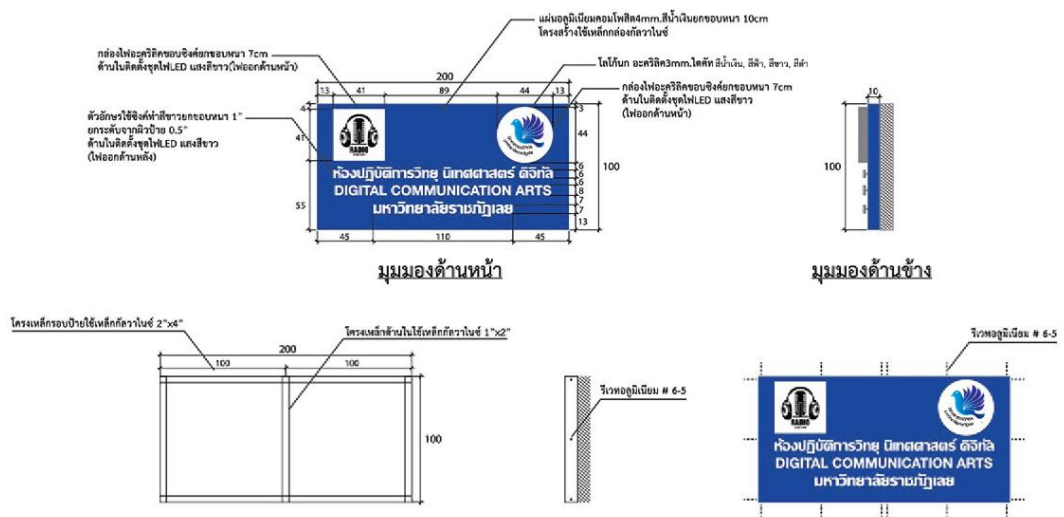 แผ่นอลูมิเนียมคอมโพสิต4mm.สีน้ำเงินยกขอบหนา 10cm
โครงสร้างใช้เหล็กกล่องกัลวาไนซ์
กล่องไฟอะคริลิคขอบซิงค์ยกขอบหนา 7cm
ด้านในติดตั้งชุดไฟLED แสงสีขาว(ไฟออกด้านหน้า)
โลโก้นก อะคริลิค3mm.ไดคัท สีน้ำเงิน, สีฟ้า, สีขาว, สีดำ
กล่องไฟอะคริลิคขอบซิงค์ยกขอบหนา 7cm
ด้านในติดตั้งชุดไฟLED แสงสีขาว
(ไฟออกด้านหน้า)
ตัวอักษรใช้ซิงค์ทำสีขาวยกขอบหนา 1"
ยกระดับจากผิวป้าย 0.5"
ด้านในติดตั้งชุดไฟLED แสงสีขาว
(ไฟออกด้านหลัง)
200
13 41 89 44 13
4
41
55
3
44
6
6
6
8
7
7
13
100
45 110 45
RADIO
ห้องปฏิบัติการวิทยุ นิเทศศาสตร์ ดิจิทัล
DIGITAL COMMUNICATION ARTS
มหาวิทยาลัยราชภัฏเลย
มุมมองด้านหน้า
10
100
มุมมองด้านข้าง
โครงเหล็กรอบป้ายใช้เหล็กกัลวาไนซ์ 2"x4"
โครงเหล็กด้านในใช้เหล็กกัลวาไนซ์ 1"x2"
200
100 100
100
รีเวทอลูมิเนียม # 6-5
รีเวทอลูมิเนียม # 6-5
RADIO
ห้องปฏิบัติการวิทยุ นิเทศศาสตร์ ดิจิทัล
DIGITAL COMMUNICATION ARTS
มหาวิทยาลัยราชภัฏเลย